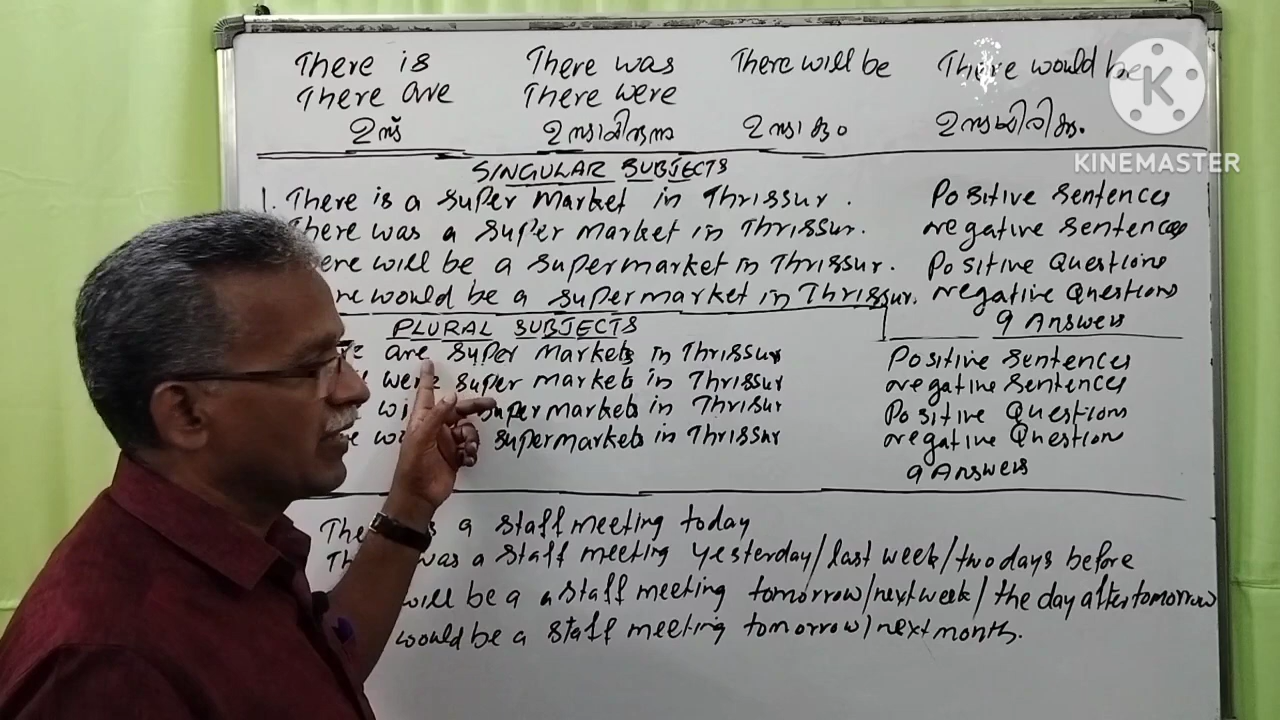 There is There was There will be There would be
There are There were
ഉണ്ട് ഉണ്ടായിരുന്നു ഉണ്ടാകും ഉണ്ടായിരിക്കും
K
KINEMASTER
SINGULAR SUBJECTS
1. There is a super market in Thrissur. Positive sentences
There was a super market in Thrissur. negative sentences
ere will be a supermarket in Thrissur. Positive Questions
re would be a supermarket in Thrissur. negative Questions
9 Answers
PLURAL SUBJECTS
are super markets in Thrissur Positive sentences
were super markets in Thrissur negative sentences
supermarkets in Thrissur Positive Questions
supermarkets in Thrissur negative Question
9 Answers
a staff meeting today
was a staff meeting yesterday/last week/two days before
will be a a staff meeting tomorrow/next week/the day after tomorrow
would be a staff meeting tomorrow/next month.